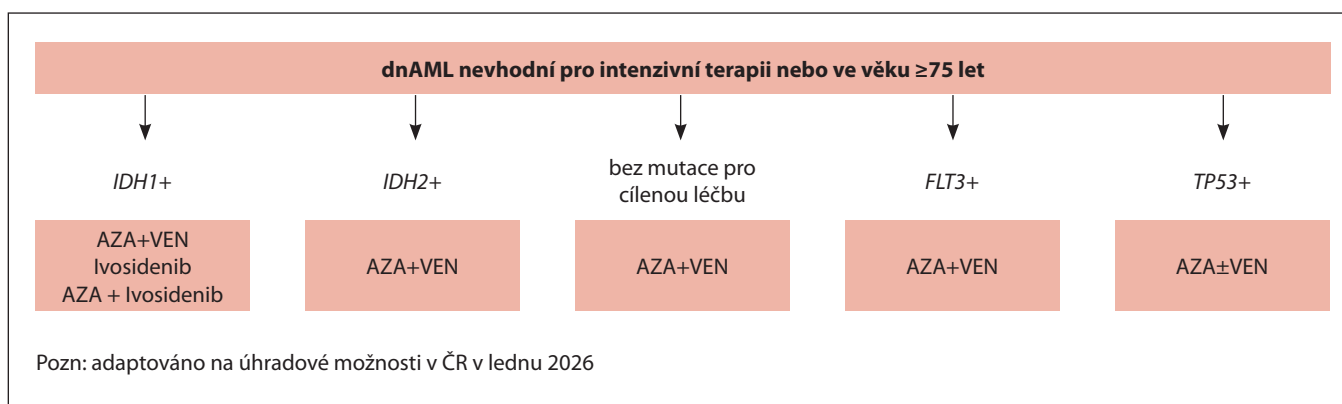 dnAML nevhodní pro intenzivní terapii nebo ve věku ≥75 let
IDH1+
IDH2+
bez mutace pro
cílenou léčbu
FLT3+
TP53+
AZA+VEN
Ivosidenib
AZA + Ivosidenib
AZA+VEN
AZA+VEN
AZA+VEN
AZA±VEN
Pozn: adaptováno na úhradové možnosti v ČR v lednu 2026